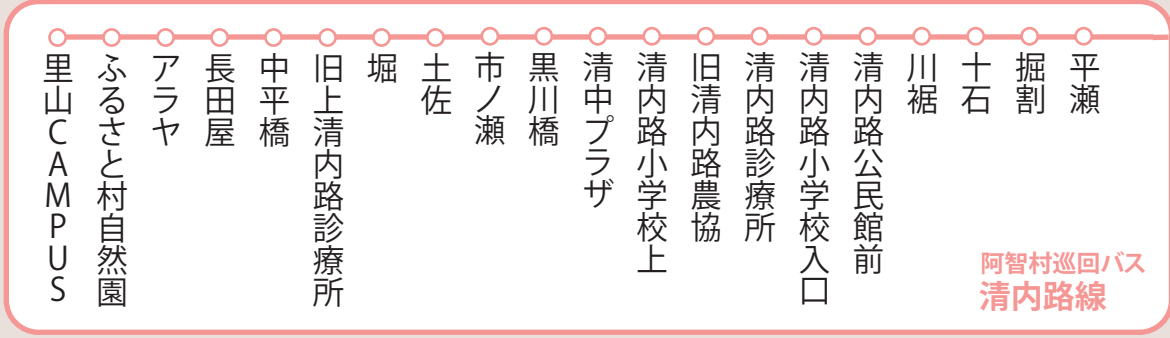 里山CAMPUS
ふるさと村自然園
アラヤ
長田屋
中平橋
旧上清内路診療所
堀
土佐
市ノ瀬
黒川橋
清中プラザ
清内路小学校上
旧清内路農協
清内路診療所
清内路小学校入口
清内路公民館前
川裾
十石
掘割
平瀬
阿智村巡回バス
清内路線